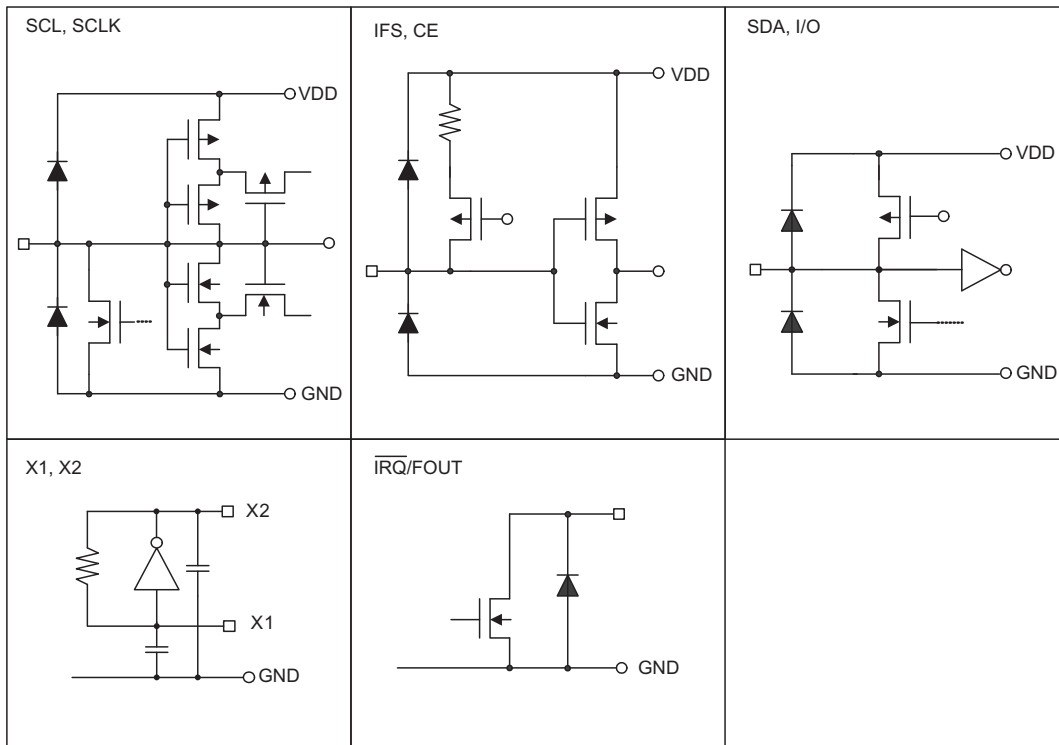 SCL, SCLK
VDD
GND
IFS, CE
VDD
GND
SDA, I/O
VDD
GND
X1, X2
X2
X1
GND
IRQ/FOUT
GND